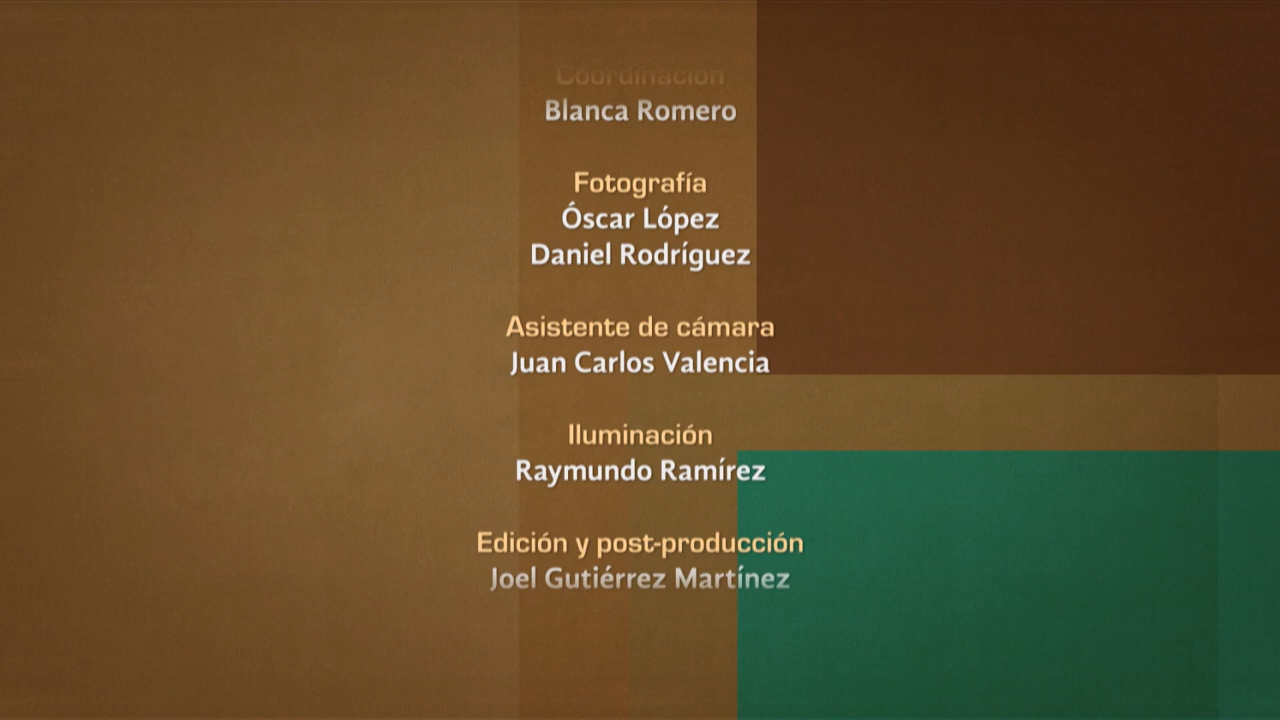 Coordinación
Blanca Romero
Fotografía
Óscar López
Daniel Rodríguez
Asistente de cámara
Juan Carlos Valencia
Iluminación
Raymundo Ramírez
Edición y post-producción
Joel Gutiérrez Martínez